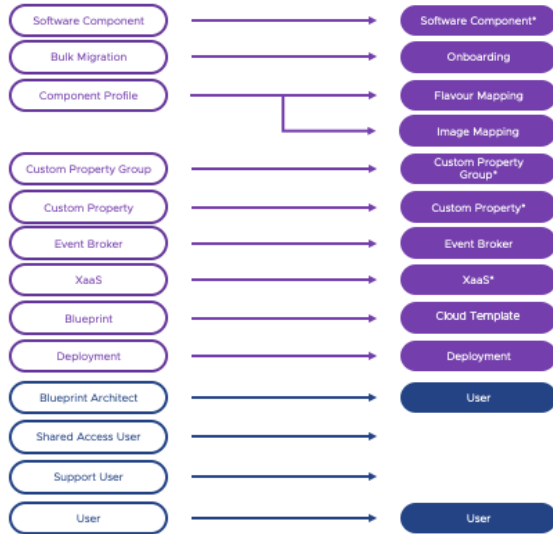 Software Component
Software Component*
Bulk Migration
Onboarding
Component Profile
Flavour Mapping
Image Mapping
Custom Property Group
Custom Property
Group*
Custom Property
Custom Property*
Event Broker
Event Broker
XaaS
XaaS*
Blueprint
Cloud Template
Deployment
Deployment
Blueprint Architect
User
Shared Access User
Support User
User
User